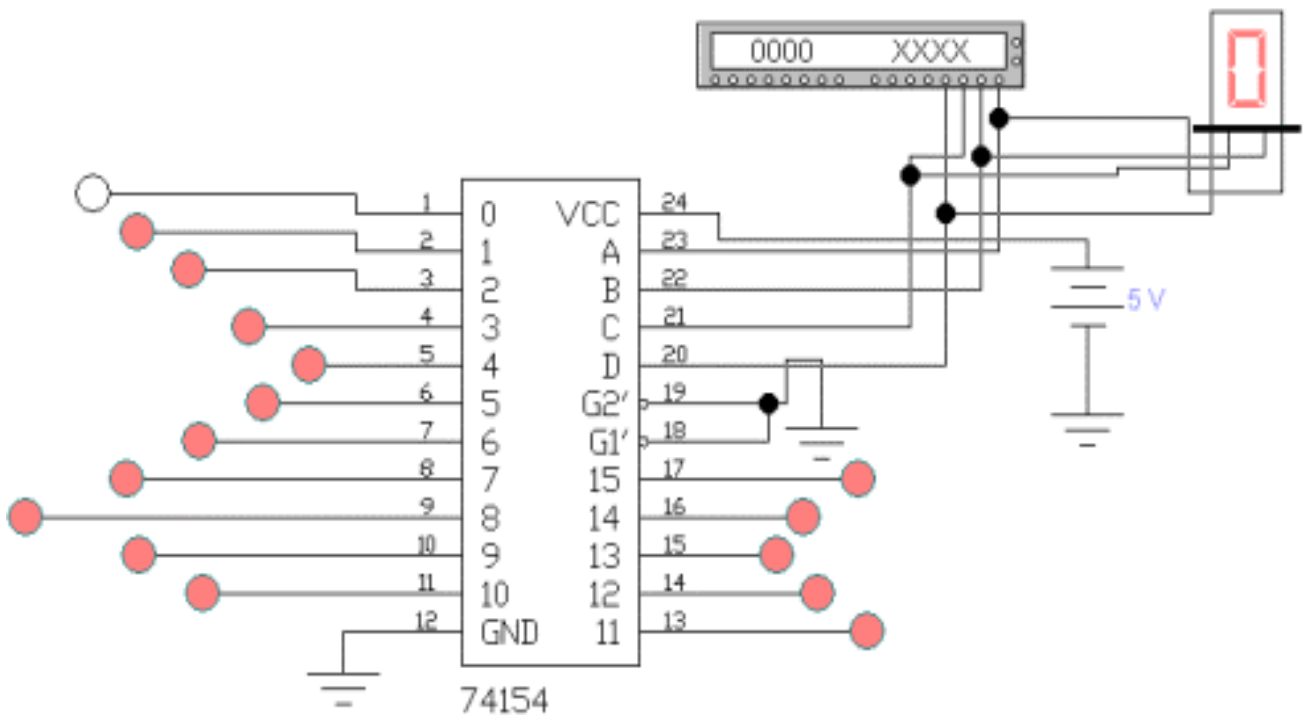 0000 XXXX
0
1 0 VCC 24
2 1 A 23
3 2 B 22
4 3 C 21
5 V
5 4 D 20
6 5 G2' 19
7 6 G1' 18
8 7 15 17
9 8 14 16
10 9 13 15
11 10 12 14
12 GND 11 13
74154